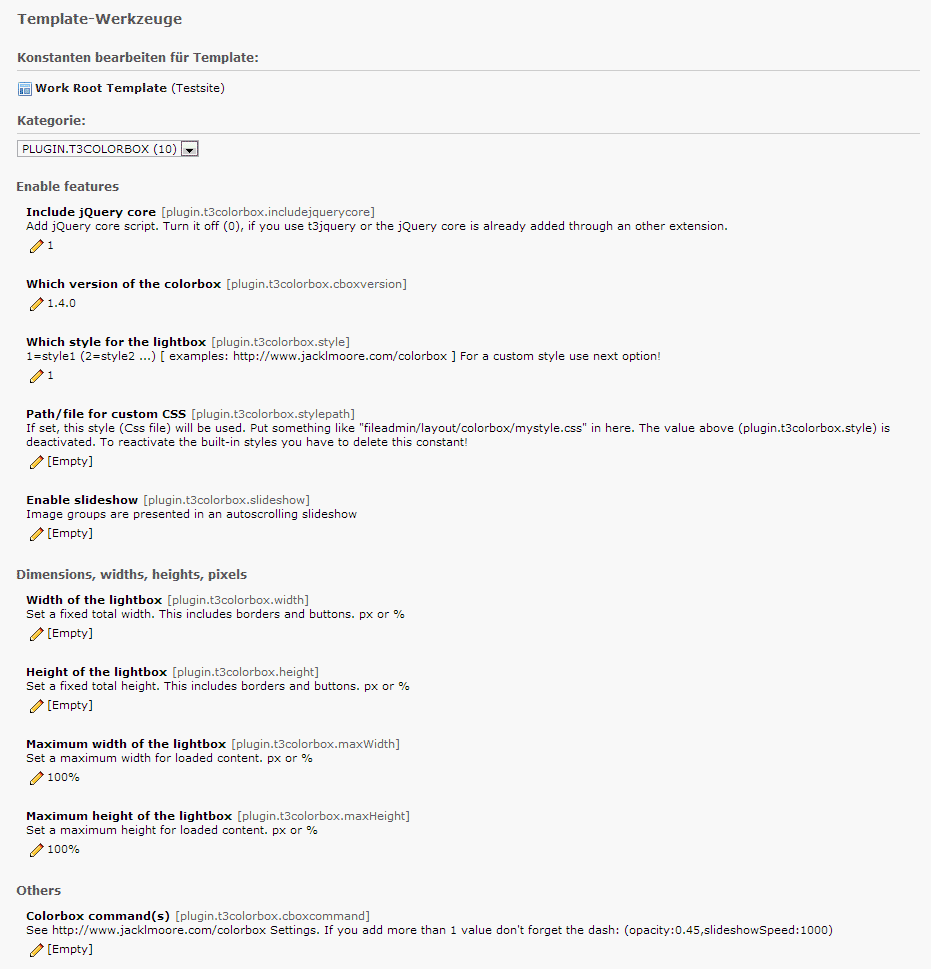 Template-Werkzeuge
Konstanten bearbeiten für Template:
Work Root Template (Testsite)
Kategorie:
PLUGIN.T3COLORBOX (10)
Enable features
Include jQuery core [plugin.t3colorbox.includejquerycore]
Add jQuery core script. Turn it off (0), if you use t3jquery or the jQuery core is already added through an other extension.
1
Which version of the colorbox [plugin.t3colorbox.cboxversion]
1.4.0
Which style for the lightbox [plugin.t3colorbox.style]
1=style1 (2=style2 ...) [ examples: http://www.jacklmoore.com/colorbox ] For a custom style use next option!
1
Path/file for custom CSS [plugin.t3colorbox.stylepath]
If set, this style (Css file) will be used. Put something like "fileadmin/layout/colorbox/mystyle.css" in here. The value above (plugin.t3colorbox.style) is
deactivated. To reactivate the built-in styles you have to delete this constant!
[Empty]
Enable slideshow [plugin.t3colorbox.slideshow]
Image groups are presented in an autoscrolling slideshow
[Empty]
Dimensions, widths, heights, pixels
Width of the lightbox [plugin.t3colorbox.width]
Set a fixed total width. This includes borders and buttons. px or %
[Empty]
Height of the lightbox [plugin.t3colorbox.height]
Set a fixed total height. This includes borders and buttons. px or %
[Empty]
Maximum width of the lightbox [plugin.t3colorbox.maxWidth]
Set a maximum width for loaded content. px or %
100%
Maximum height of the lightbox [plugin.t3colorbox.maxHeight]
Set a maximum height for loaded content. px or %
100%
Others
Colorbox command(s) [plugin.t3colorbox.cboxcommand]
See http://www.jacklmoore.com/colorbox Settings. If you add more than 1 value don't forget the dash: (opacity:0.45,slideshowSpeed:1000)
[Empty]